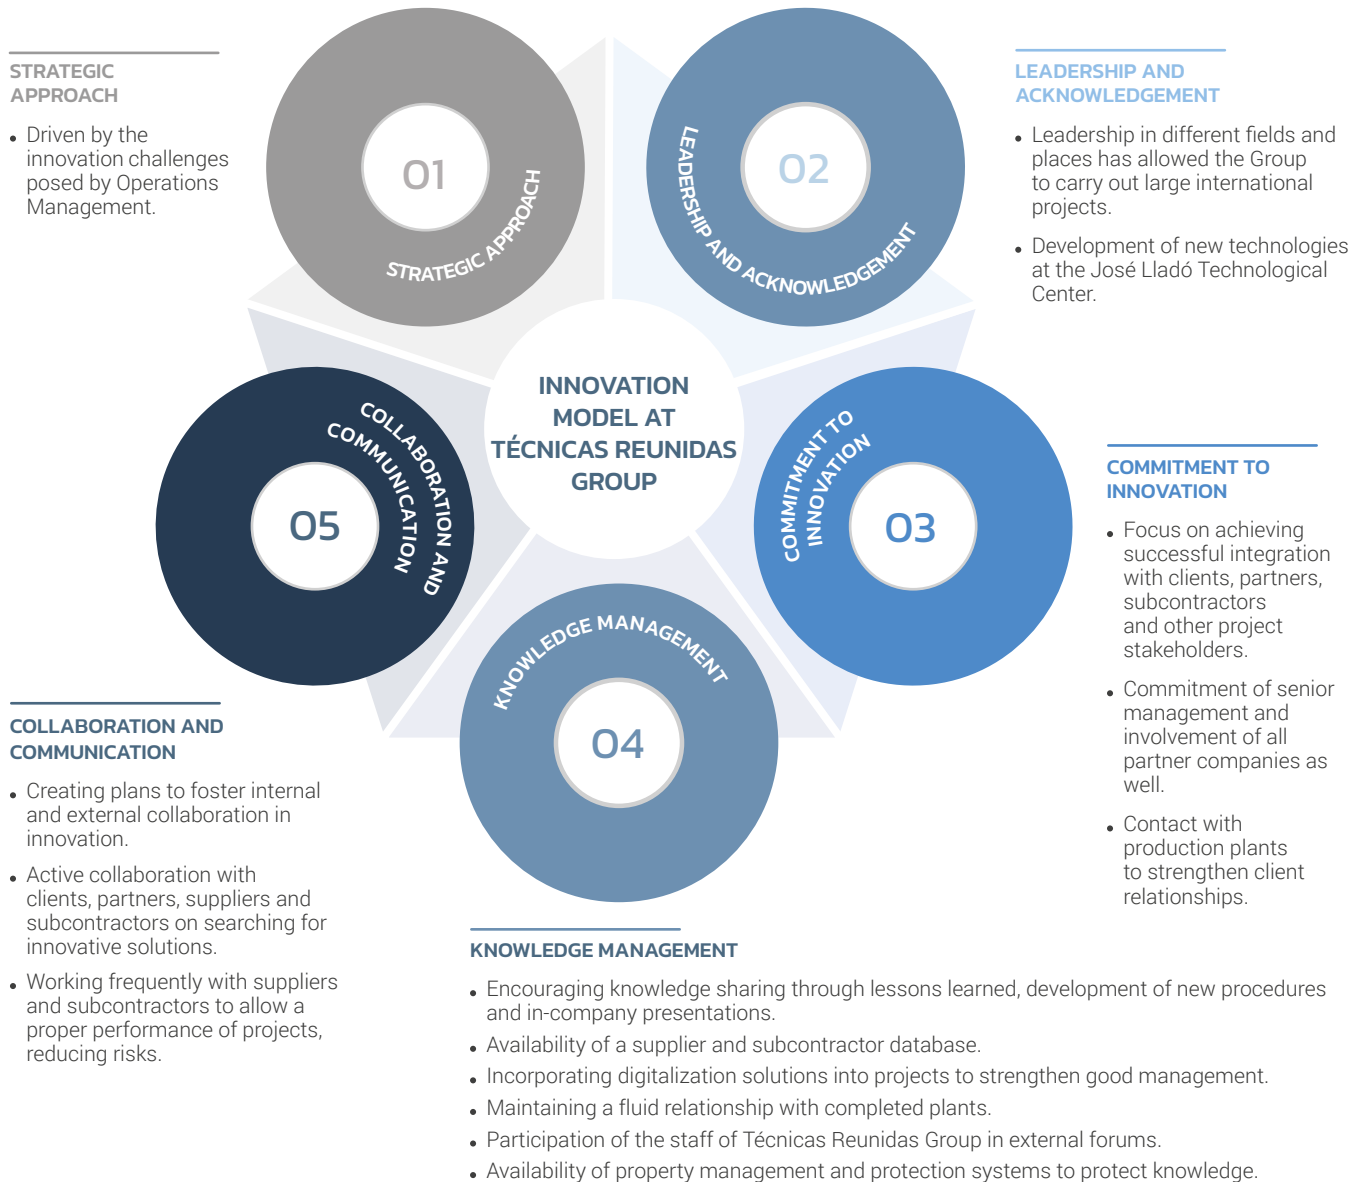 STRATEGIC
APPROACH
• Driven by the
innovation challenges
posed by Operations
Management.
01
STRATEGIC APPROACH
02
LEADERSHIP AND ACKNOWLEDGEMENT
LEADERSHIP AND
ACKNOWLEDGEMENT
• Leadership in different fields and
places has allowed the Group
to carry out large international
projects.
• Development of new technologies
at the José Lladó Technological
Center.
INNOVATION
MODEL AT
TÉCNICAS REUNIDAS
GROUP
COMMITMENT TO
INNOVATION
03
COMMITMENT TO
INNOVATION
• Focus on achieving
successful integration
with clients, partners,
subcontractors
and other project
stakeholders.
• Commitment of senior
management and
involvement of all
partner companies as
well.
• Contact with
production plants
to strengthen client
relationships.
KNOWLEDGE MANAGEMENT
04
KNOWLEDGE MANAGEMENT
• Encouraging knowledge sharing through lessons learned, development of new procedures
and in-company presentations.
• Availability of a supplier and subcontractor database.
• Incorporating digitalization solutions into projects to strengthen good management.
• Maintaining a fluid relationship with completed plants.
• Participation of the staff of Técnicas Reunidas Group in external forums.
• Availability of property management and protection systems to protect knowledge.
COLLABORATION AND
COMMUNICATION
05
COLLABORATION AND
COMMUNICATION
• Creating plans to foster internal
and external collaboration in
innovation.
• Active collaboration with
clients, partners, suppliers and
subcontractors on searching for
innovative solutions.
• Working frequently with suppliers
and subcontractors to allow a
proper performance of projects,
reducing risks.